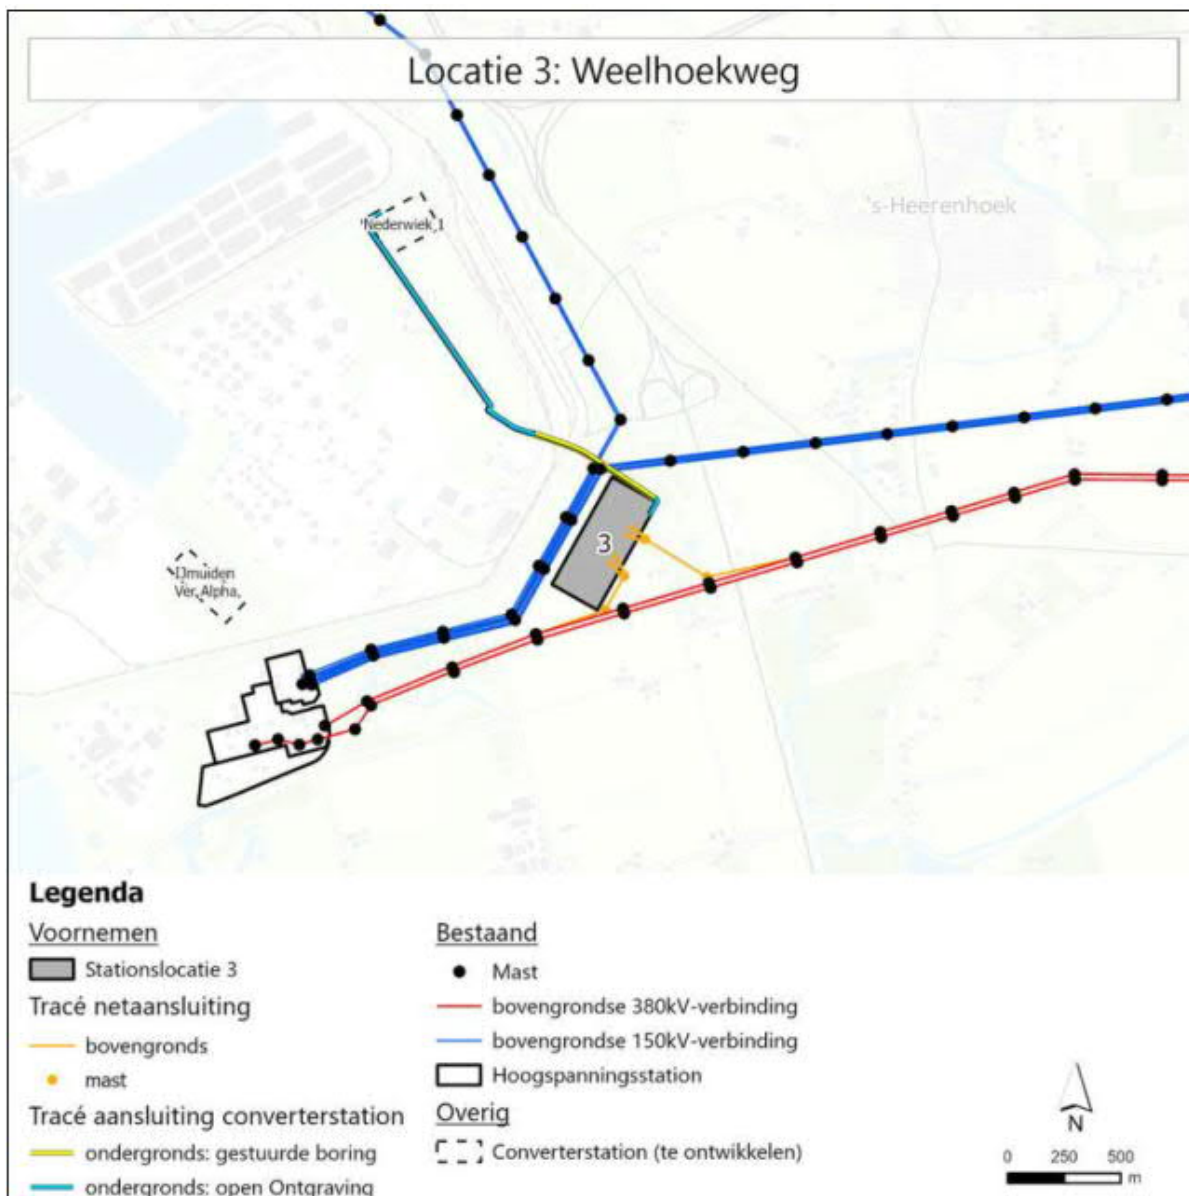 Locatie 3: Weelhoekweg
's-Heerenhoek
Nederwiek 1
3
IJmuiden
Ver Alpha
Legenda
Voornemen
Stationslocatie 3
Tracé netaansluiting
bovengronds
mast
Tracé aansluiting converterstation
ondergronds: gestuurde boring
ondergronds: open Ontgraving
Bestaand
Mast
bovengrondse 380kV-verbinding
bovengrondse 150kV-verbinding
Hoogspanningsstation
Overig
Converterstation (te ontwikkelen)
N
0 250 500
m